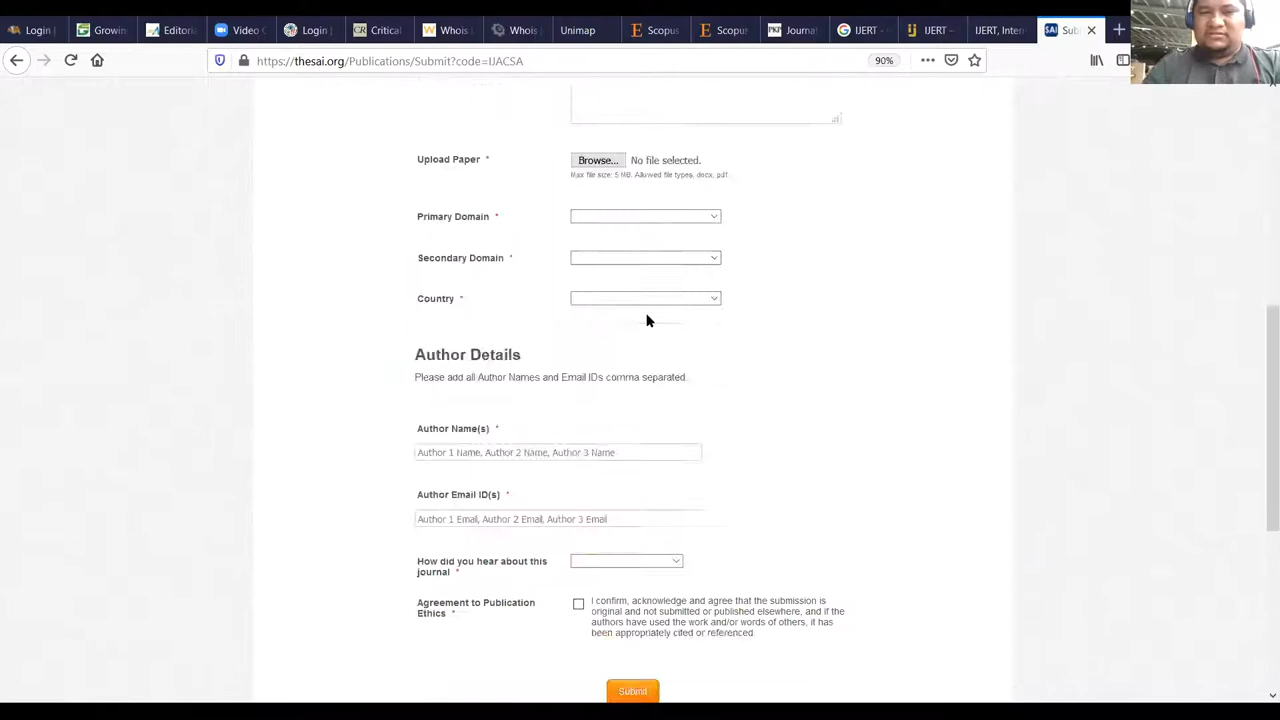 Login
Growin
Editoria
Video C
Login
Critical
Whois
Whois
Unimap
Scopus
Scopus
Journa
IJERT -
IJERT –
IJERT, Inter
Sub
https://thesai.org/Publications/Submit?code=IJACSA
90%
Upload Paper *
Browse... No file selected.
Max file size: 5 MB. Allowed file types, docx, pdf.
Primary Domain *
Secondary Domain *
Country *
Author Details
Please add all Author Names and Email IDs comma separated.
Author Name(s) *
Author 1 Name, Author 2 Name, Author 3 Name
Author Email ID(s) *
Author 1 Email, Author 2 Email, Author 3 Email
How did you hear about this
journal *
Agreement to Publication
Ethics *
I confirm, acknowledge and agree that the submission is
original and not submitted or published elsewhere, and if the
authors have used the work and/or words of others, it has
been appropriately cited or referenced
Submit